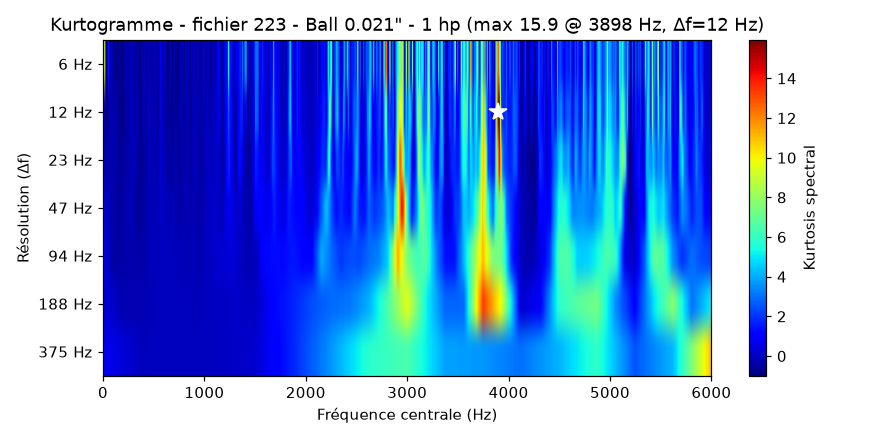 Kurtogramme - fichier 223 - Ball 0.021" - 1 hp (max 15.9 @ 3898 Hz, Δf=12 Hz)
6 Hz
12 Hz
23 Hz
47 Hz
94 Hz
188 Hz
375 Hz
Résolution (Δf)
0 1000 2000 3000 4000 5000 6000
Fréquence centrale (Hz)
14
12
10
8
6
4
2
0
Kurtosis spectral